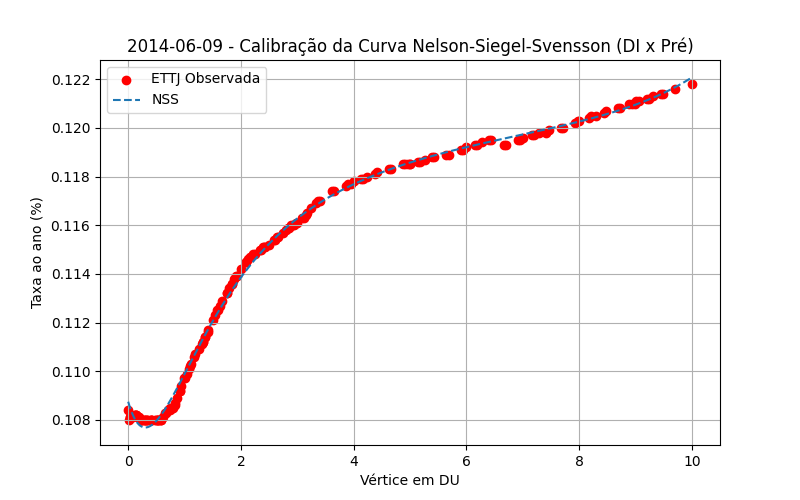 2014-06-09 - Calibração da Curva Nelson-Siegel-Svensson (DI x Pré)
ETTJ Observada
NSS
Taxa ao ano (%)
0.122
0.120
0.118
0.116
0.114
0.112
0.110
0.108
0 2 4 6 8 10
Vértice em DU